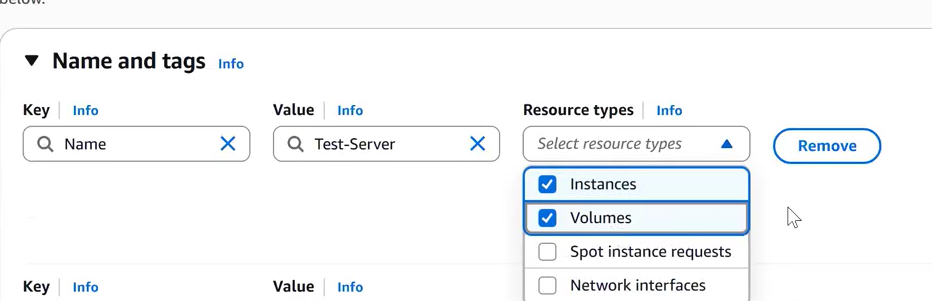 below.
Name and tags Info
Key Info Value Info Resource types Info
Name Test-Server Select resource types Remove
Instances
Volumes
Spot instance requests
Network interfaces
Key Info Value Info